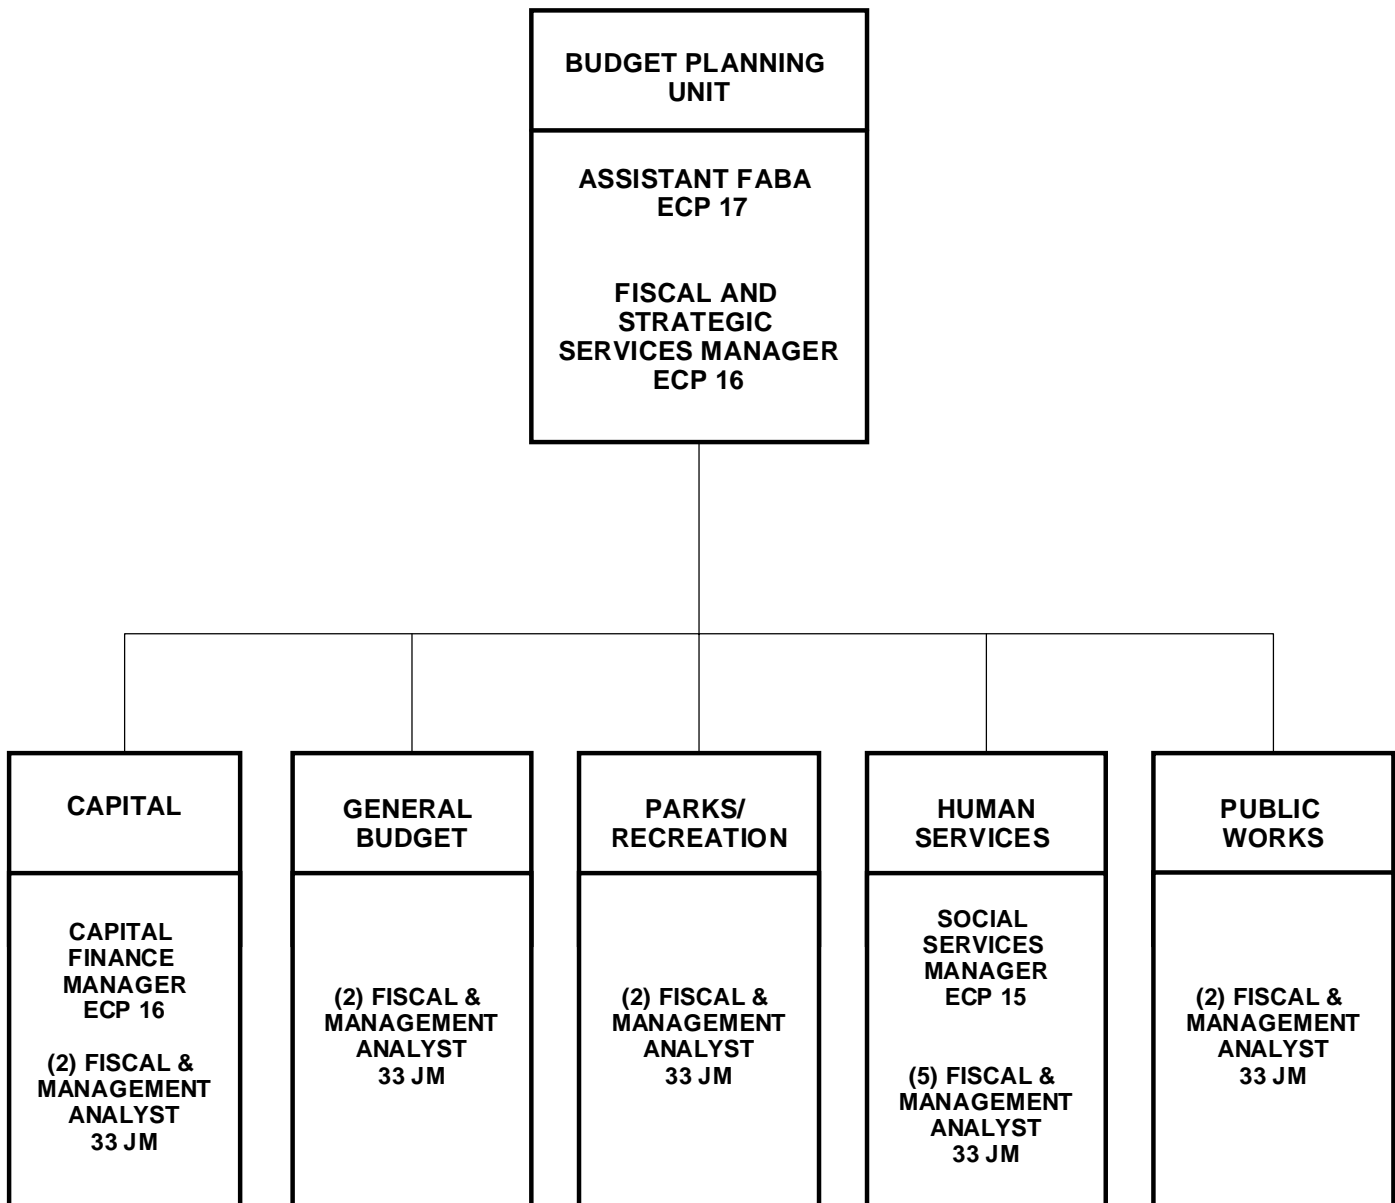 BUDGET PLANNING
UNIT
ASSISTANT FABA
ECP 17
FISCAL AND
STRATEGIC
SERVICES MANAGER
ECP 16
CAPITAL
CAPITAL
FINANCE
MANAGER
ECP 16
(2) FISCAL &
MANAGEMENT
ANALYST
33 JM
GENERAL
BUDGET
(2) FISCAL &
MANAGEMENT
ANALYST
33 JM
PARKS/
RECREATION
(2) FISCAL &
MANAGEMENT
ANALYST
33 JM
HUMAN
SERVICES
SOCIAL
SERVICES
MANAGER
ECP 15
(5) FISCAL &
MANAGEMENT
ANALYST
33 JM
PUBLIC
WORKS
(2) FISCAL &
MANAGEMENT
ANALYST
33 JM